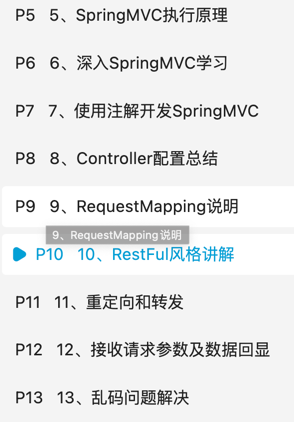 P5 5、SpringMVC执行原理
P6 6、深入SpringMVC学习
P7 7、使用注解开发SpringMVC
P8 8、Controller配置总结
P9 9、RequestMapping说明
9、RequestMapping说明
P10 10、RestFul风格讲解
P11 11、重定向和转发
P12 12、接收请求参数及数据回显
P13 13、乱码问题解决